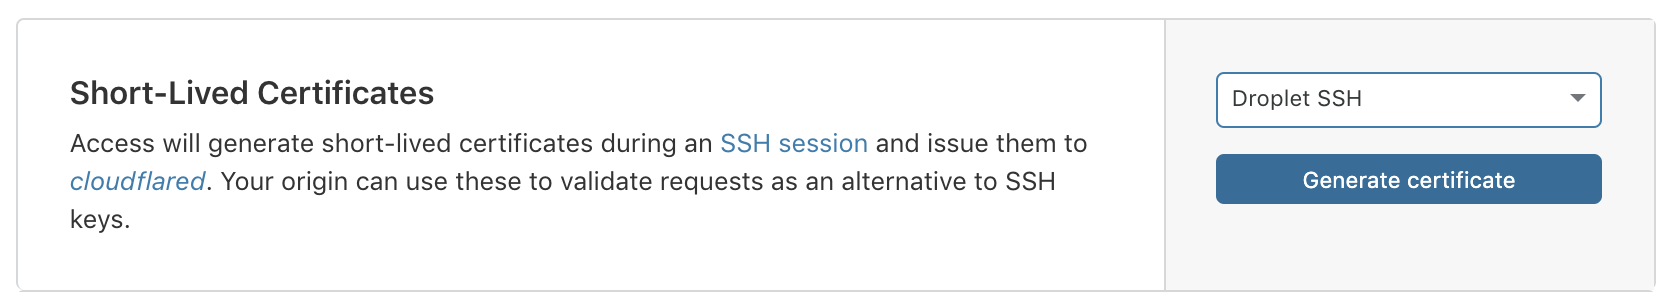 Short-Lived Certificates
Access will generate short-lived certificates during an SSH session and issue them to
cloudflared. Your origin can use these to validate requests as an alternative to SSH
keys.
Droplet SSH
Generate certificate